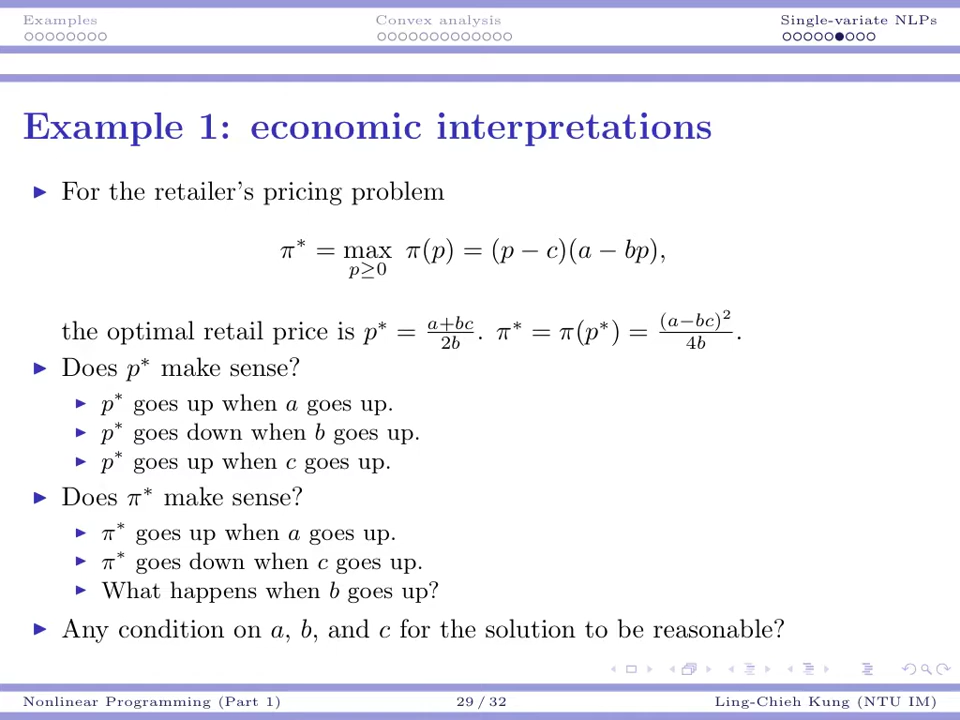 Examples Convex analysis Single-variate NLPs
Example 1: economic interpretations
▶ For the retailer's pricing problem
π* = max π(p) = (p − c)(a − bp),
p≥0
the optimal retail price is p* = (a+bc)/(2b). π* = π(p*) = (a−bc)²/(4b).
▶ Does p* make sense?
▶ p* goes up when a goes up.
▶ p* goes down when b goes up.
▶ p* goes up when c goes up.
▶ Does π* make sense?
▶ π* goes up when a goes up.
▶ π* goes down when c goes up.
▶ What happens when b goes up?
▶ Any condition on a, b, and c for the solution to be reasonable?
Nonlinear Programming (Part 1) 29 / 32 Ling-Chieh Kung (NTU IM)